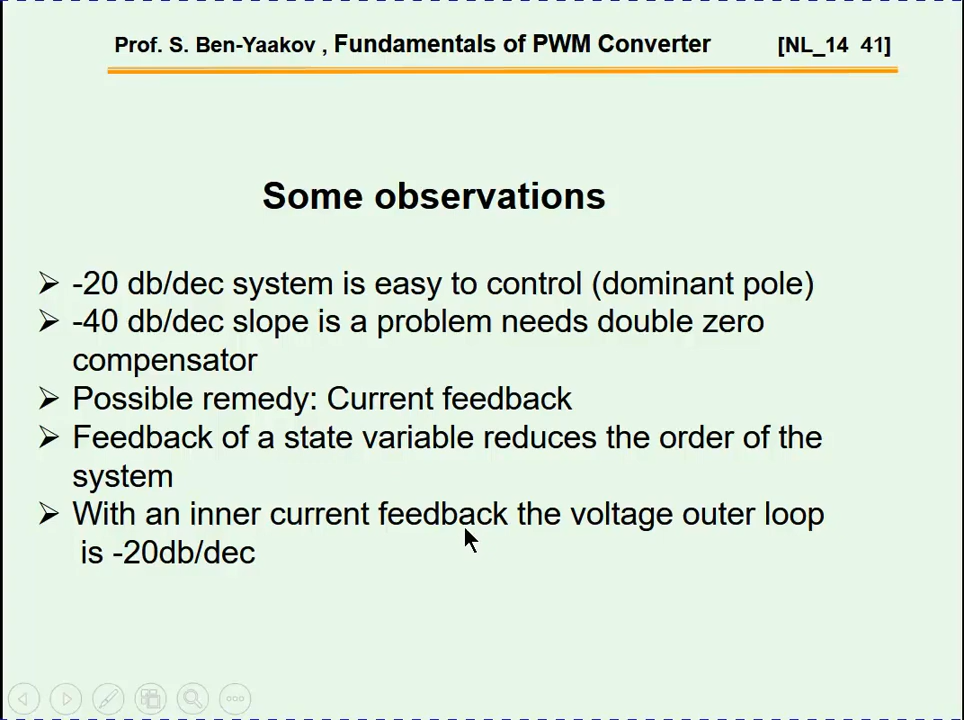 Prof. S. Ben-Yaakov , Fundamentals of PWM Converter [NL_14 41]
Some observations
➢ -20 db/dec system is easy to control (dominant pole)
➢ -40 db/dec slope is a problem needs double zero
compensator
➢ Possible remedy: Current feedback
➢ Feedback of a state variable reduces the order of the
system
➢ With an inner current feedback the voltage outer loop
is -20db/dec